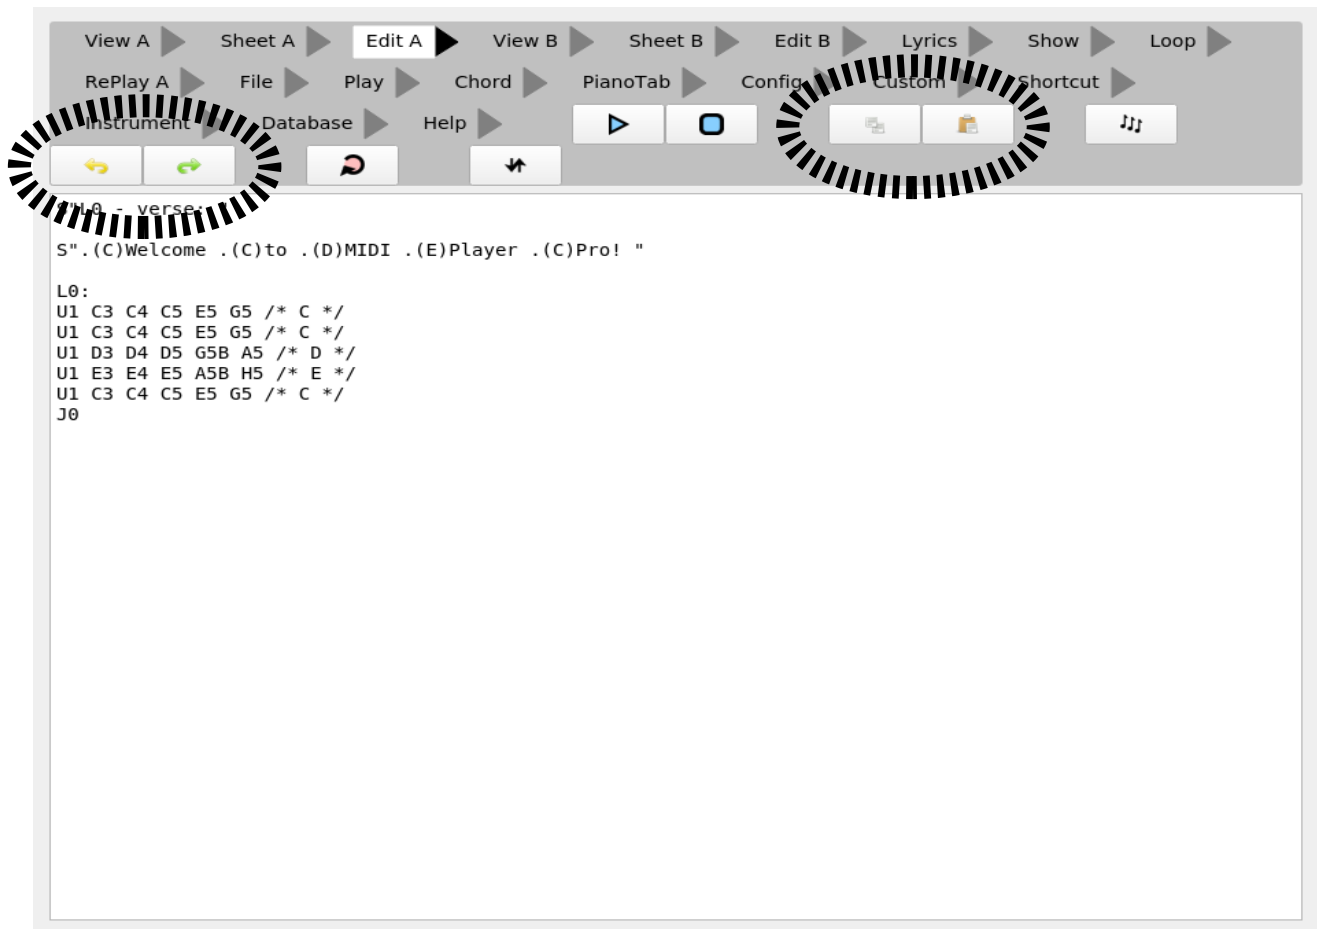 View A Sheet A Edit A View B Sheet B Edit B Lyrics Show Loop
RePlay A File Play Chord PianoTab Config Custom Shortcut
Instrument Database Help
S"L0 - verse: "
S".(C)Welcome .(C)to .(D)MIDI .(E)Player .(C)Pro! "
L0:
U1 C3 C4 C5 E5 G5 /* C */
U1 C3 C4 C5 E5 G5 /* C */
U1 D3 D4 D5 G5B A5 /* D */
U1 E3 E4 E5 A5B H5 /* E */
U1 C3 C4 C5 E5 G5 /* C */
J0